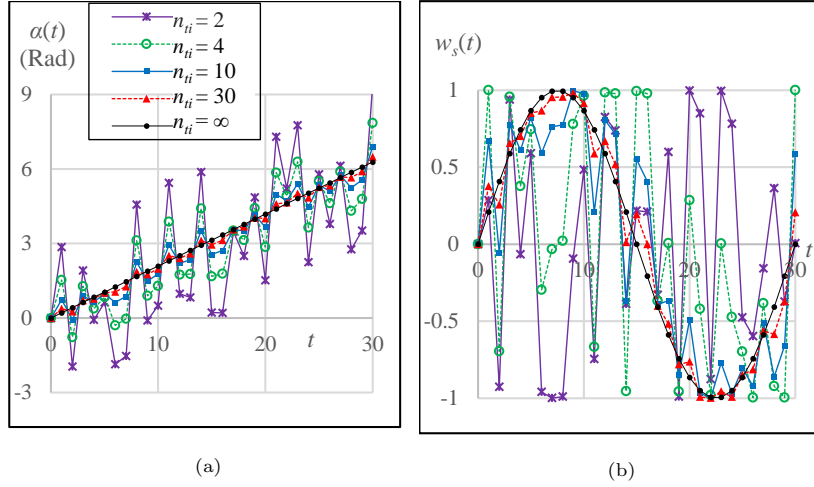 α(t)
(Rad)
n_ti = 2
n_ti = 4
n_ti = 10
n_ti = 30
n_ti = ∞
9
6
3
0
-3
0
10
20
t
30
(a)
w_s(t)
1
0.5
0
-0.5
-1
0
10
20
t
30
(b)